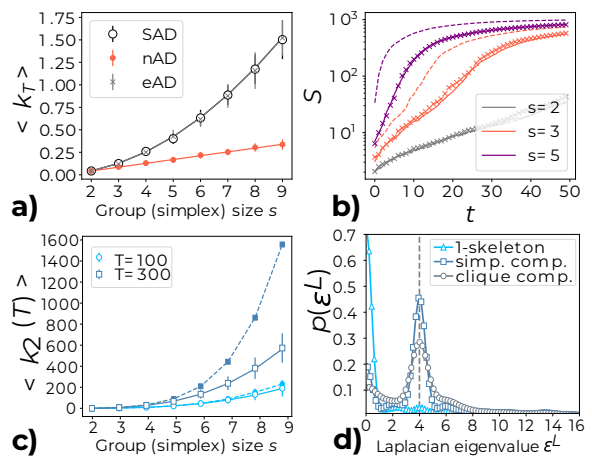 1.75
1.50
1.25
1.00
0.75
0.50
0.25
0.00
< k_T >
SAD
nAD
eAD
2 3 4 5 6 7 8 9
Group (simplex) size s
a)
10³
10²
10¹
S
s= 2
s= 3
s= 5
0 10 20 30 40 50
t
b)
1600
1400
1200
1000
800
600
400
200
0
< k2 (T) >
T= 100
T= 300
2 3 4 5 6 7 8 9
Group (simplex) size s
c)
0.7
0.6
0.5
0.4
0.3
0.2
0.1
p(ε^L)
1-skeleton
simp. comp.
clique comp.
0 2 4 6 8 10 12 14 16
Laplacian eigenvalue ε^L
d)